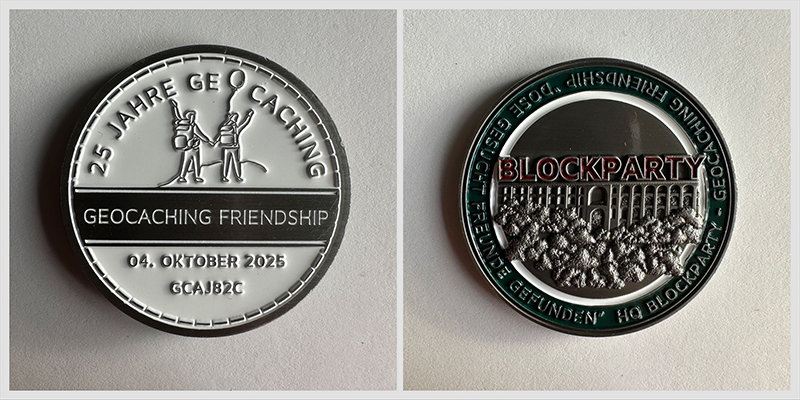 25 JAHRE GEOCACHING
GEOCACHING FRIENDSHIP
04. OKTOBER 2025
GCAJB2C
BLOCKPARTY
"DOSE GESUCHT FREUNDE GEFUNDEN" HQ BLOCKPARTY - GEOCACHING FRIENDSHIP